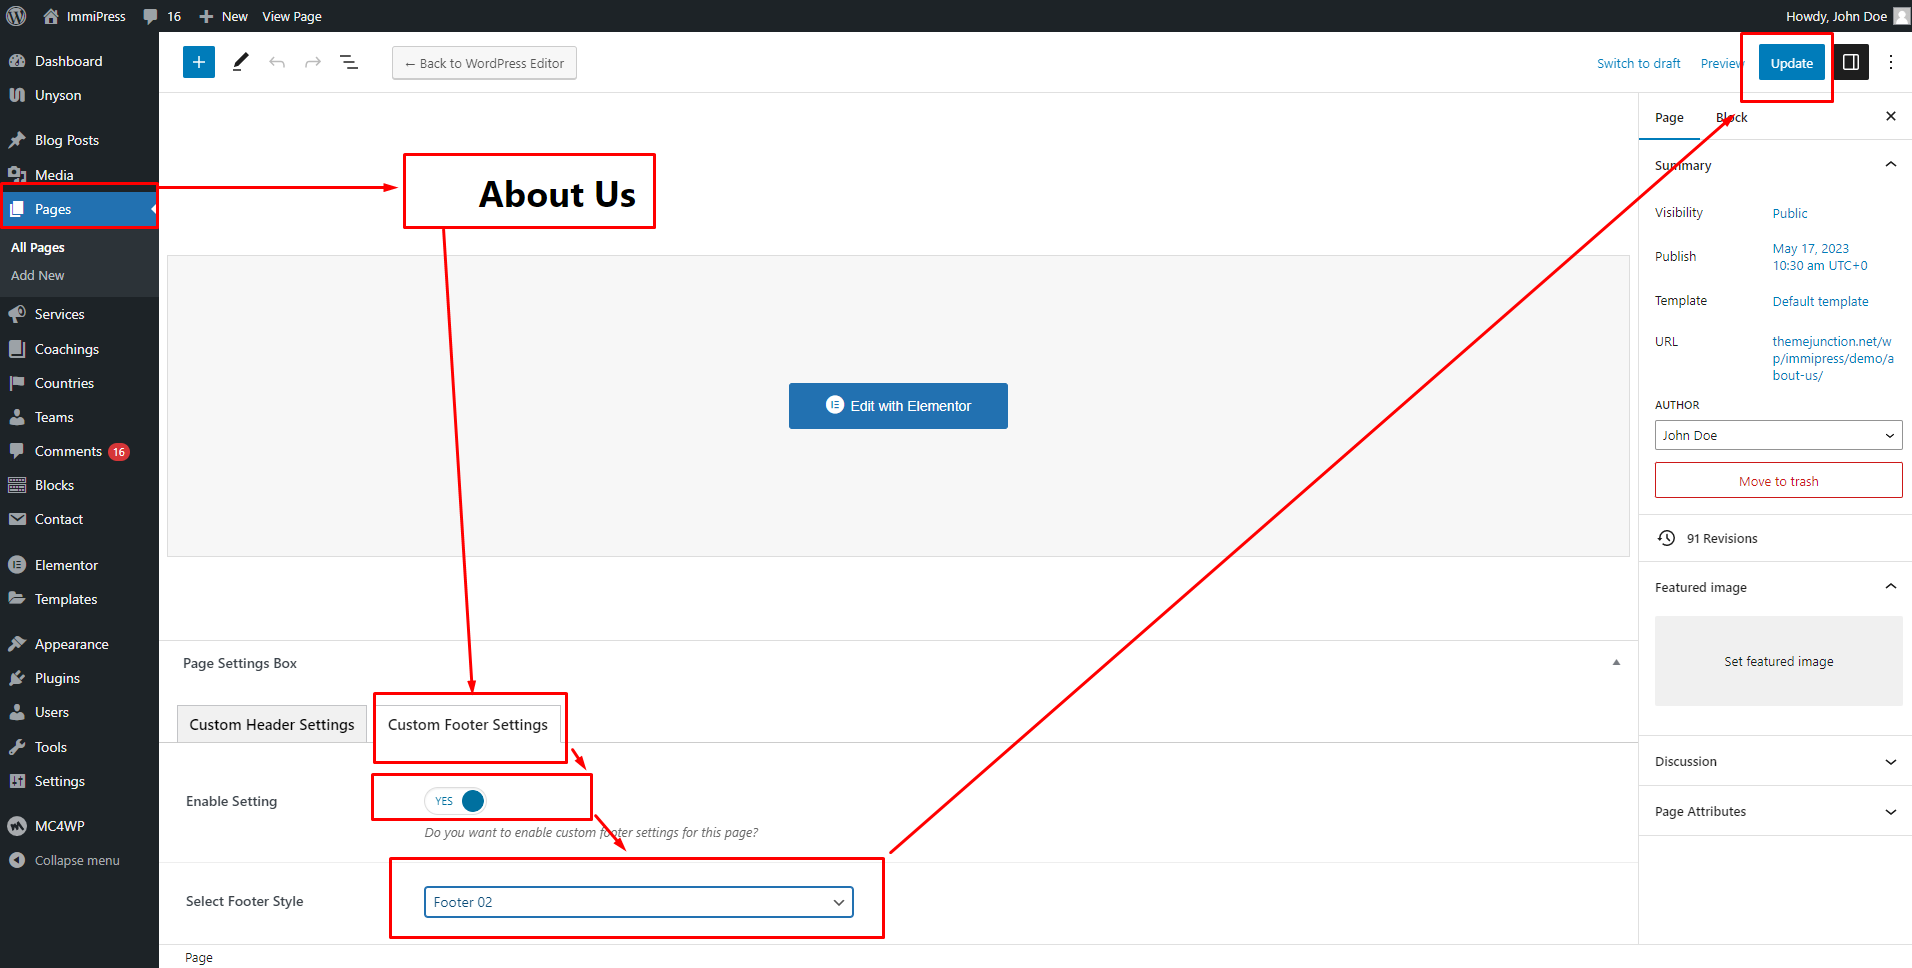 ImmiPress 16 New View Page Howdy, John Doe
Dashboard
Unyson
Blog Posts
Media
Pages
All Pages
Add New
Services
Coachings
Countries
Teams
Comments 16
Blocks
Contact
Elementor
Templates
Appearance
Plugins
Users
Tools
Settings
MC4WP
Collapse menu
← Back to WordPress Editor
Switch to draft Preview Update
About Us
Edit with Elementor
Page Settings Box
Custom Header Settings Custom Footer Settings
Enable Setting YES
Do you want to enable custom footer settings for this page?
Select Footer Style Footer 02
Page
Page Block
Summary
Visibility Public
Publish May 17, 2023
10:30 am UTC+0
Template Default template
URL themejunction.net/w
p/immipress/demo/a
bout-us/
AUTHOR
John Doe
Move to trash
91 Revisions
Featured image
Set featured image
Discussion
Page Attributes